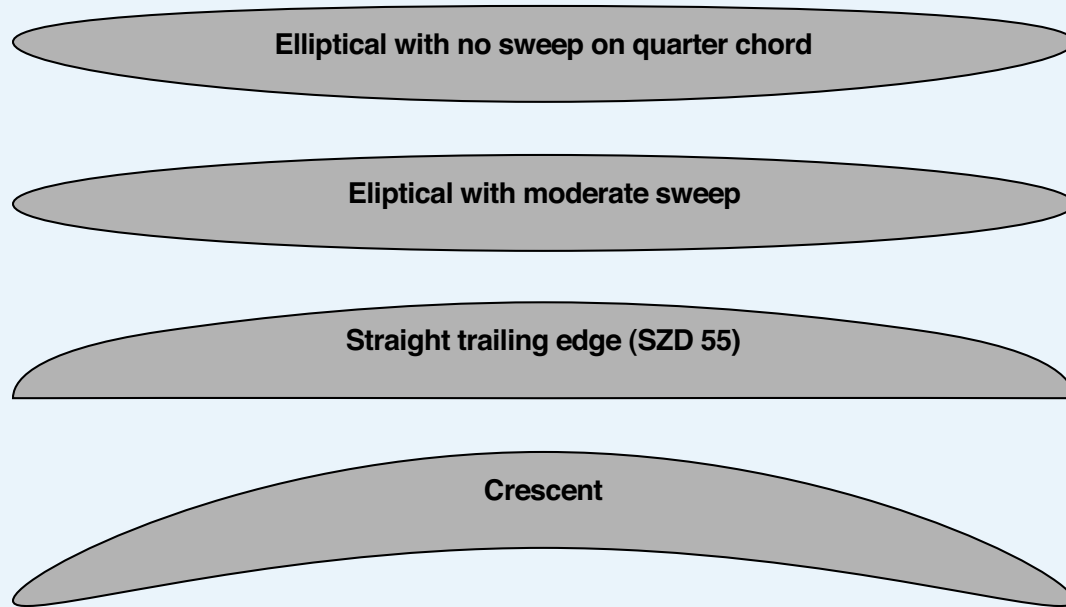 Elliptical with no sweep on quarter chord
Eliptical with moderate sweep
Straight trailing edge (SZD 55)
Crescent